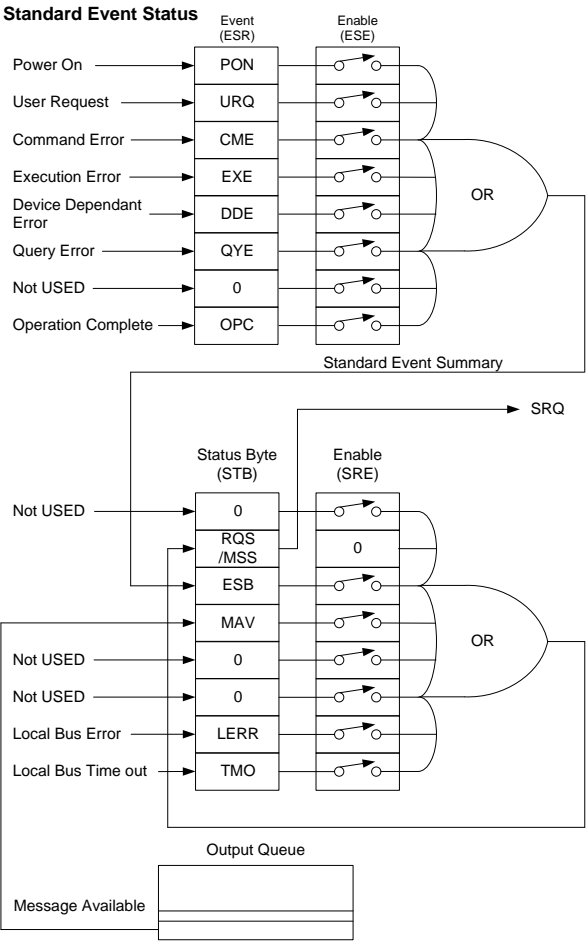 Standard Event Status
Event
(ESR)
Enable
(ESE)
Power On
PON
User Request
URQ
Command Error
CME
Execution Error
EXE
Device Dependant
Error
DDE
Query Error
QYE
Not USED
0
Operation Complete
OPC
OR
Standard Event Summary
SRQ
Status Byte
(STB)
Enable
(SRE)
Not USED
0
RQS
/MSS
0
ESB
MAV
Not USED
0
Not USED
0
Local Bus Error
LERR
Local Bus Time out
TMO
OR
Output Queue
Message Available